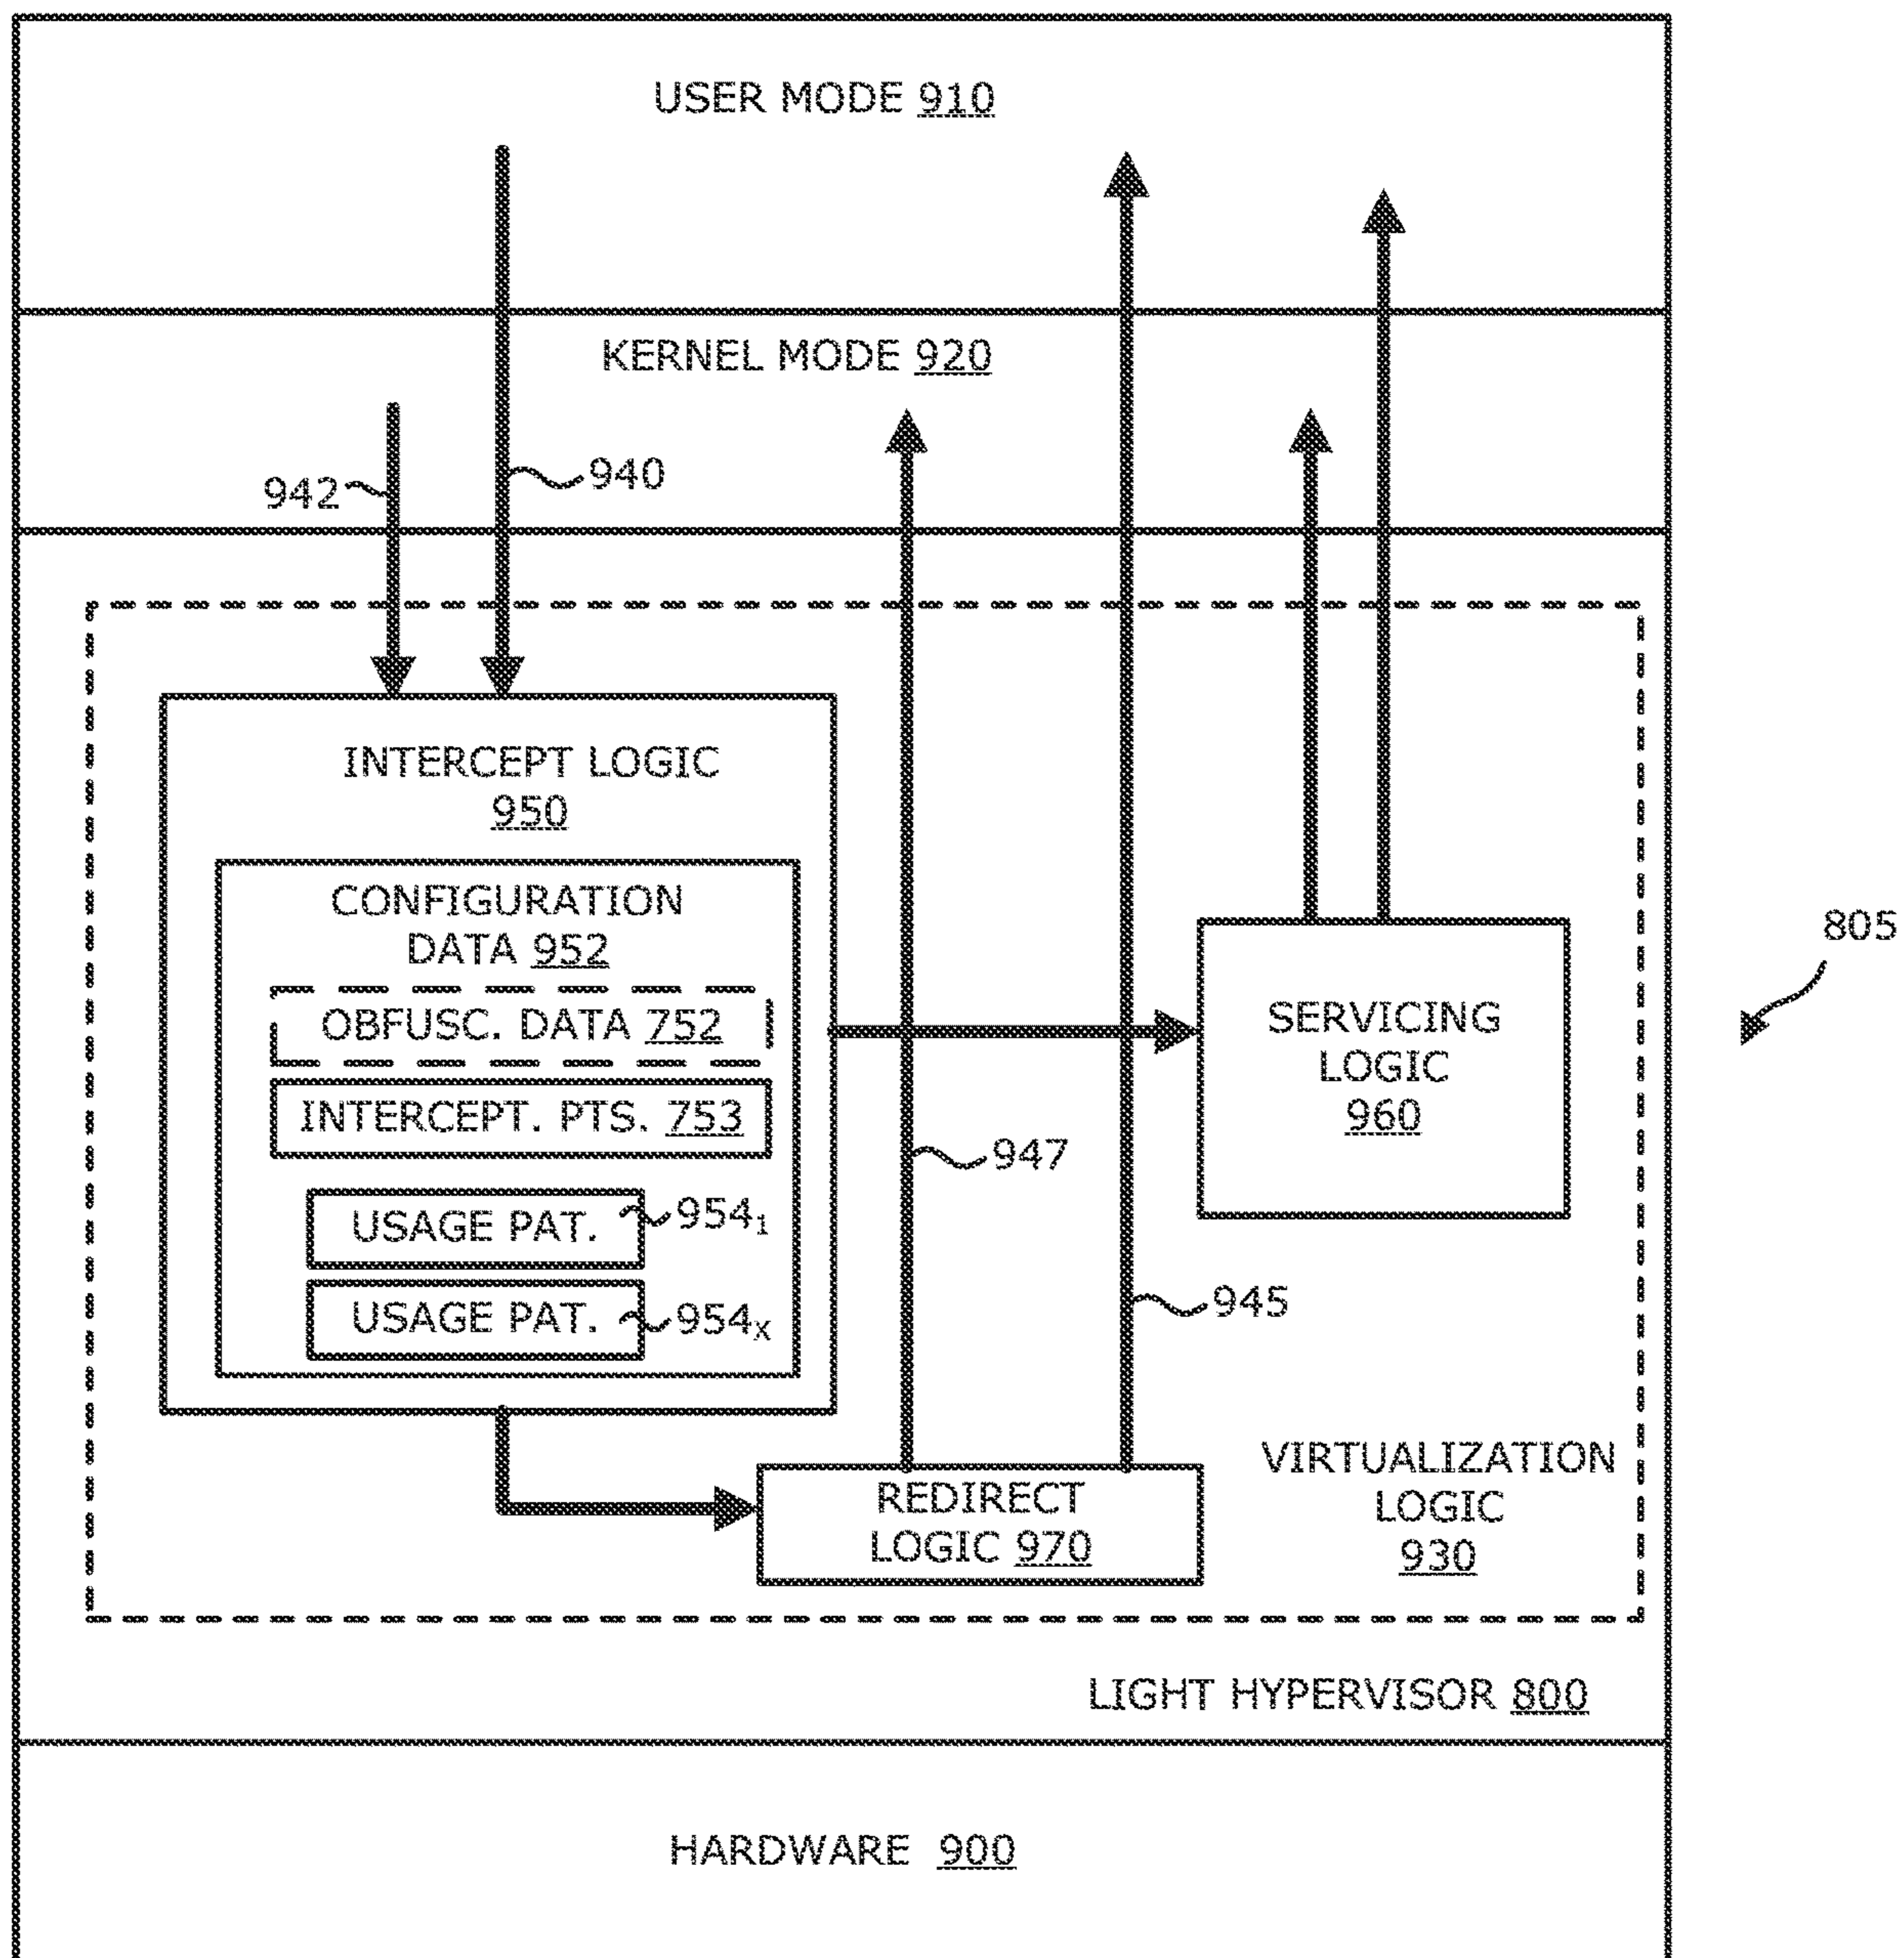 USER MODE 910
KERNEL MODE 920
942
940
INTERCEPT LOGIC
950
CONFIGURATION
DATA 952
OBFUSC. DATA 752
INTERCEPT. PTS. 753
USAGE PAT.
954₁
USAGE PAT.
954ₓ
947
945
SERVICING
LOGIC
960
805
REDIRECT
LOGIC 970
VIRTUALIZATION
LOGIC
930
LIGHT HYPERVISOR 800
HARDWARE 900